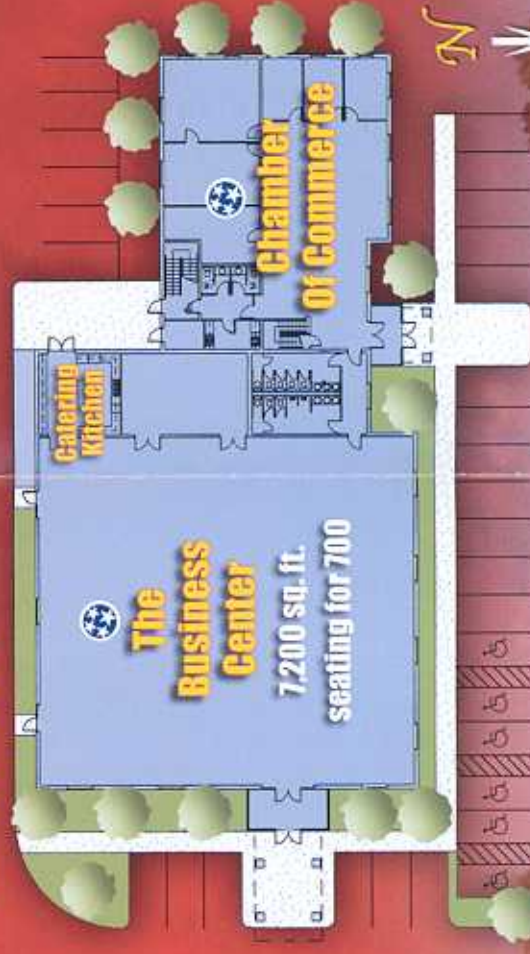 N
Chamber
Of Commerce
Catering
Kitchen
The
Business
Center
7,200 sq. ft.
seating for 700